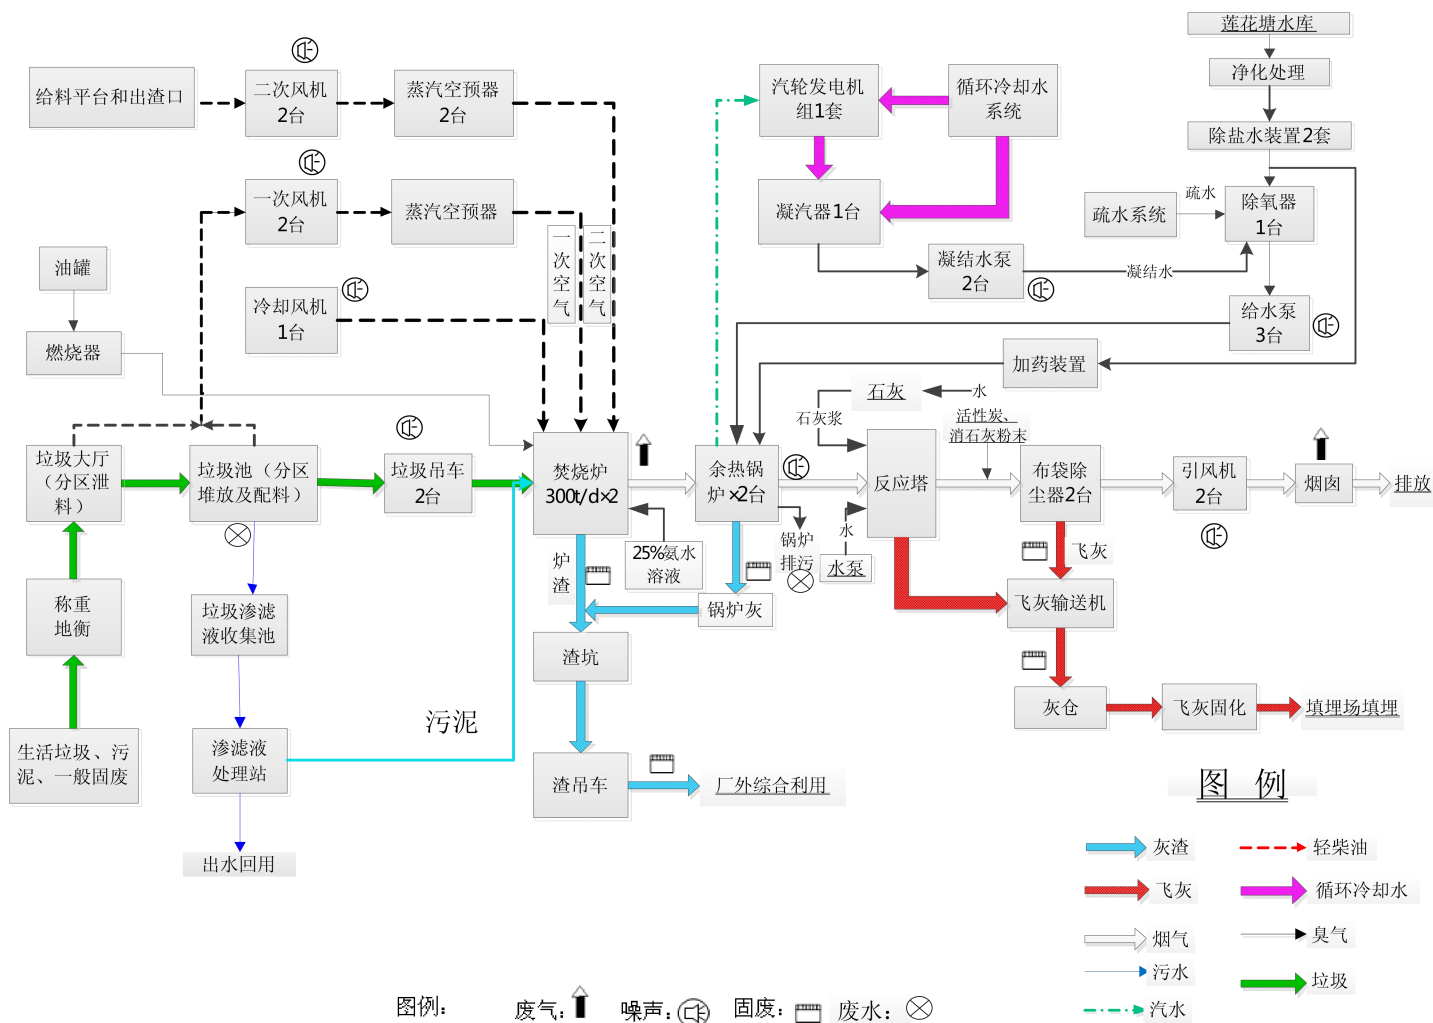 莲花塘水库
净化处理
除盐水装置2套
给料平台和出渣口
二次风机
2台
蒸汽空预器
2台
汽轮发电机
组1套
循环冷却水
系统
一次风机
2台
蒸汽空预器
凝汽器1台
疏水系统
疏水
除氧器
1台
一次空气
二次空气
油罐
冷却风机
1台
凝结水泵
2台
凝结水
给水泵
3台
燃烧器
加药装置
石灰
水
石灰浆
活性炭、
消石灰粉末
垃圾大厅
（分区泄
料）
垃圾池（分区
堆放及配料）
垃圾吊车
2台
焚烧炉
300t/d×2
余热锅
炉×2台
反应塔
布袋除
尘器2台
引风机
2台
烟囱
排放
炉渣
25%氨水
溶液
锅炉
排污
水
水泵
飞灰
称重
地衡
垃圾渗滤
液收集池
锅炉灰
飞灰输送机
渣坑
灰仓
飞灰固化
填埋场填埋
污泥
生活垃圾、污
泥、一般固废
渗滤液
处理站
渣吊车
厂外综合利用
出水回用
图 例
灰渣
轻柴油
飞灰
循环冷却水
烟气
臭气
污水
垃圾
汽水
图例：
废气：
噪声：
固废：
废水：